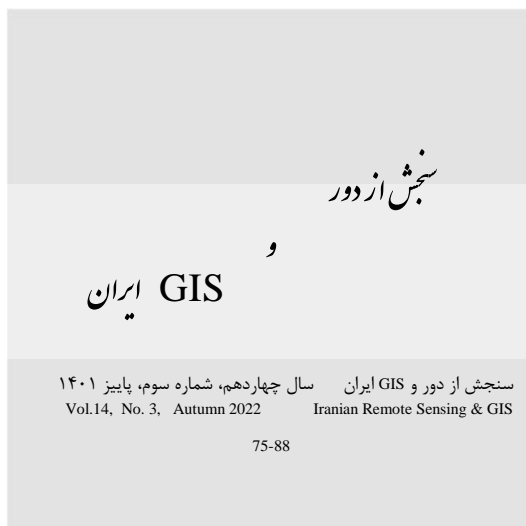 سنجش از دور
و
GIS ایران
سنجش از دور و GIS ایران سال چهاردهم، شماره سوم، پاییز ۱۴۰۱
Vol.14, No. 3, Autumn 2022 Iranian Remote Sensing & GIS
75-88